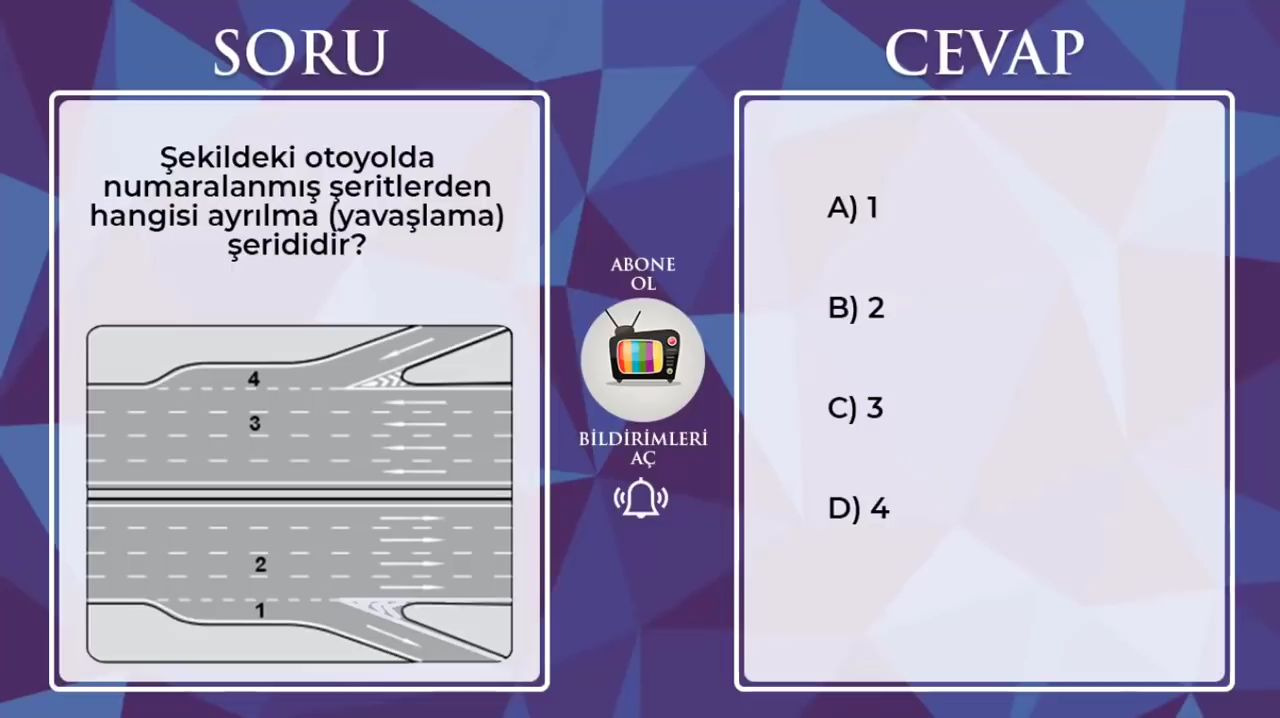 SORU
Şekildeki otoyolda
numaralanmış şeritlerden
hangisi ayrılma (yavaşlama)
şerididir?
4
3
2
1
ABONE
OL
BİLDİRİMLERİ
AÇ
CEVAP
A) 1
B) 2
C) 3
D) 4